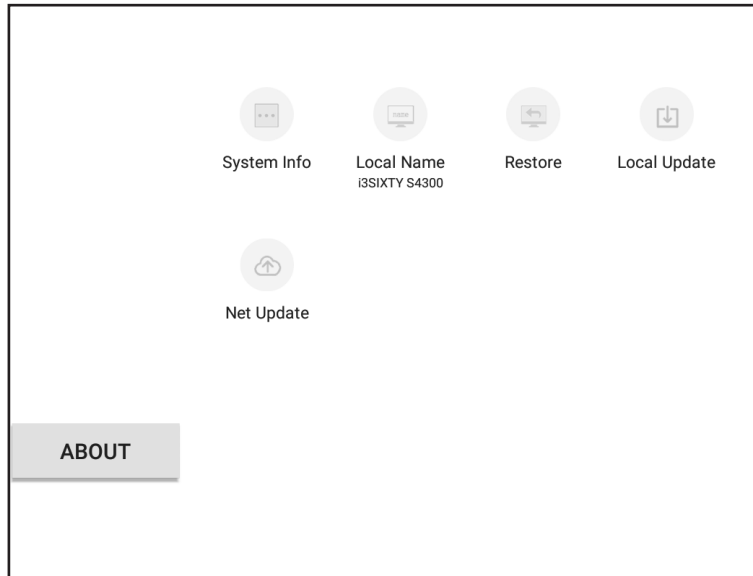 System Info
Local Name
i3SIXTY S4300
Restore
Local Update
Net Update
ABOUT